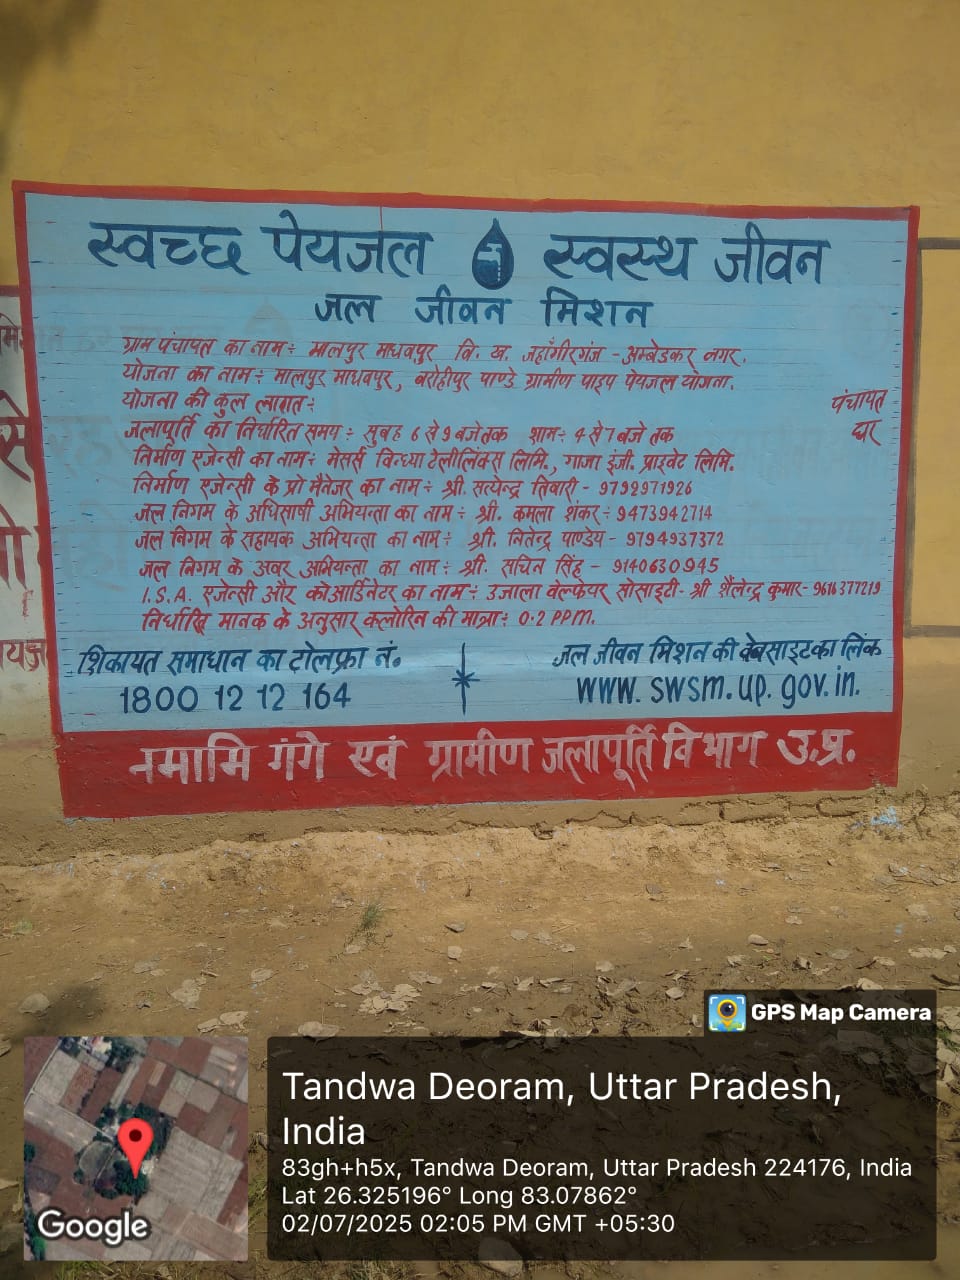 स्वच्छ पेयजल स्वस्थ जीवन
जल जीवन मिशन
ग्राम पंचायत का नाम ÷ मालपुर माधवपुर वि. ख. जहाँगीरगंज - अम्बेडकर नगर.
योजना का नाम ÷ मालपुर माधवपुर, बरोहीपुर पाण्डे ग्रामीण पाइप पेयजल योजना.
योजना की कुल लागत ÷
पंचायत घर
जलापूर्ति का निर्धारित समय ÷ सुबह 6 से 9 बजे तक शाम ÷ 4 से 7 बजे तक
निर्माण एजेन्सी का नाम ÷ मेसर्स विन्ध्या टेलीलिंक्स लिमि., गाजा इंजी. प्राइवेट लिमि.
निर्माण एजेन्सी के प्रो मैनेजर का नाम ÷ श्री. सत्येन्द्र तिवारी - 9792971926
जल निगम के अधिसाषी अभियन्ता का नाम ÷ श्री. कमला शंकर ÷ 9473942714
जल निगम के सहायक अभियन्ता का नाम ÷ श्री. जितेन्द्र पाण्डेय - 9794937372
जल निगम के अवर अभियन्ता का नाम ÷ श्री. सचिन सिंह - 9140630945
I.S.A. एजेन्सी और कोआर्डिनेटर का नाम ÷ उजाला वेल्फेयर सोसाइटी - श्री शैलेन्द्र कुमार - 9616377219
मानक के अनुसार क्लोरिन की मात्रा ÷ 0.2 PPM.
शिकायत समाधान का टोलफ्रा नं.
1800 12 12 164
जल जीवन मिशन की वेबसाइट का लिंक
www.swsm.up.gov.in.
नमामि गंगे एवं ग्रामीण जलापूर्ति विभाग उ.प्र.
GPS Map Camera
Tandwa Deoram, Uttar Pradesh,
India
83gh+h5x, Tandwa Deoram, Uttar Pradesh 224176, India
Lat 26.325196° Long 83.07862°
02/07/2025 02:05 PM GMT +05:30
Google